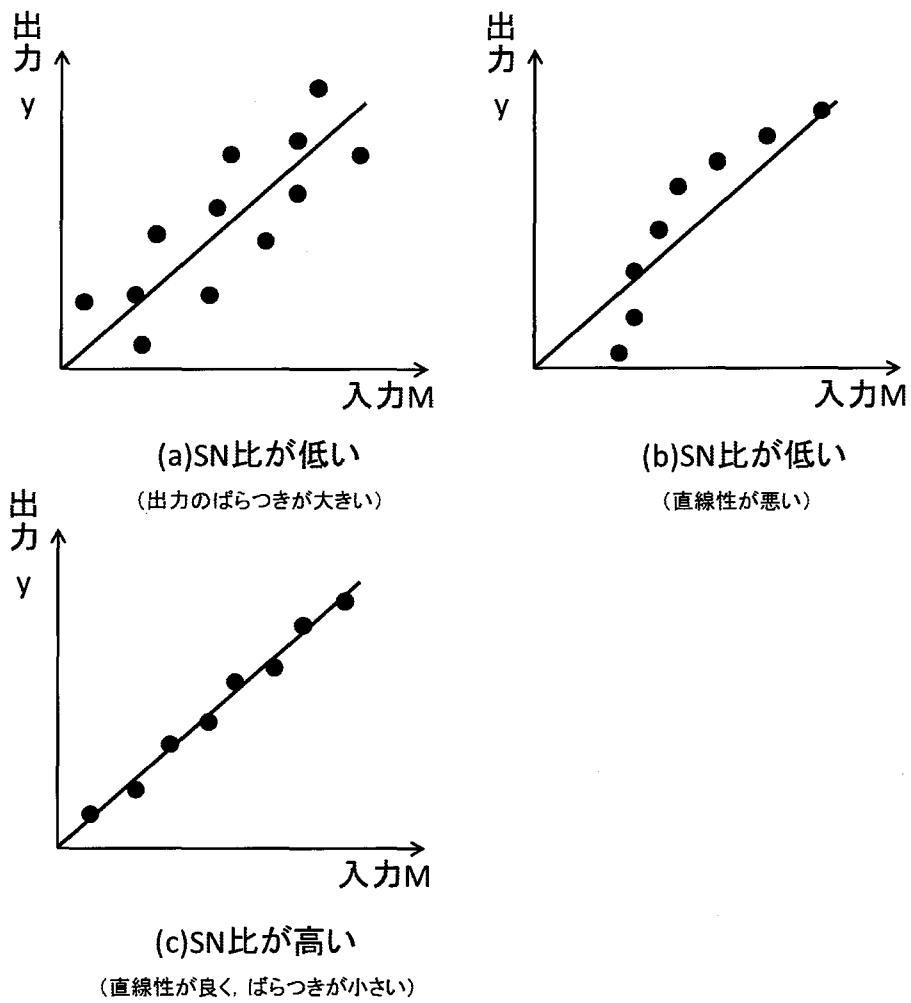 出力
y
入力M
(a)SN比が低い
（出力のばらつきが大きい）
出力
y
入力M
(b)SN比が低い
（直線性が悪い）
出力
y
入力M
(c)SN比が高い
（直線性が良く, ばらつきが小さい）